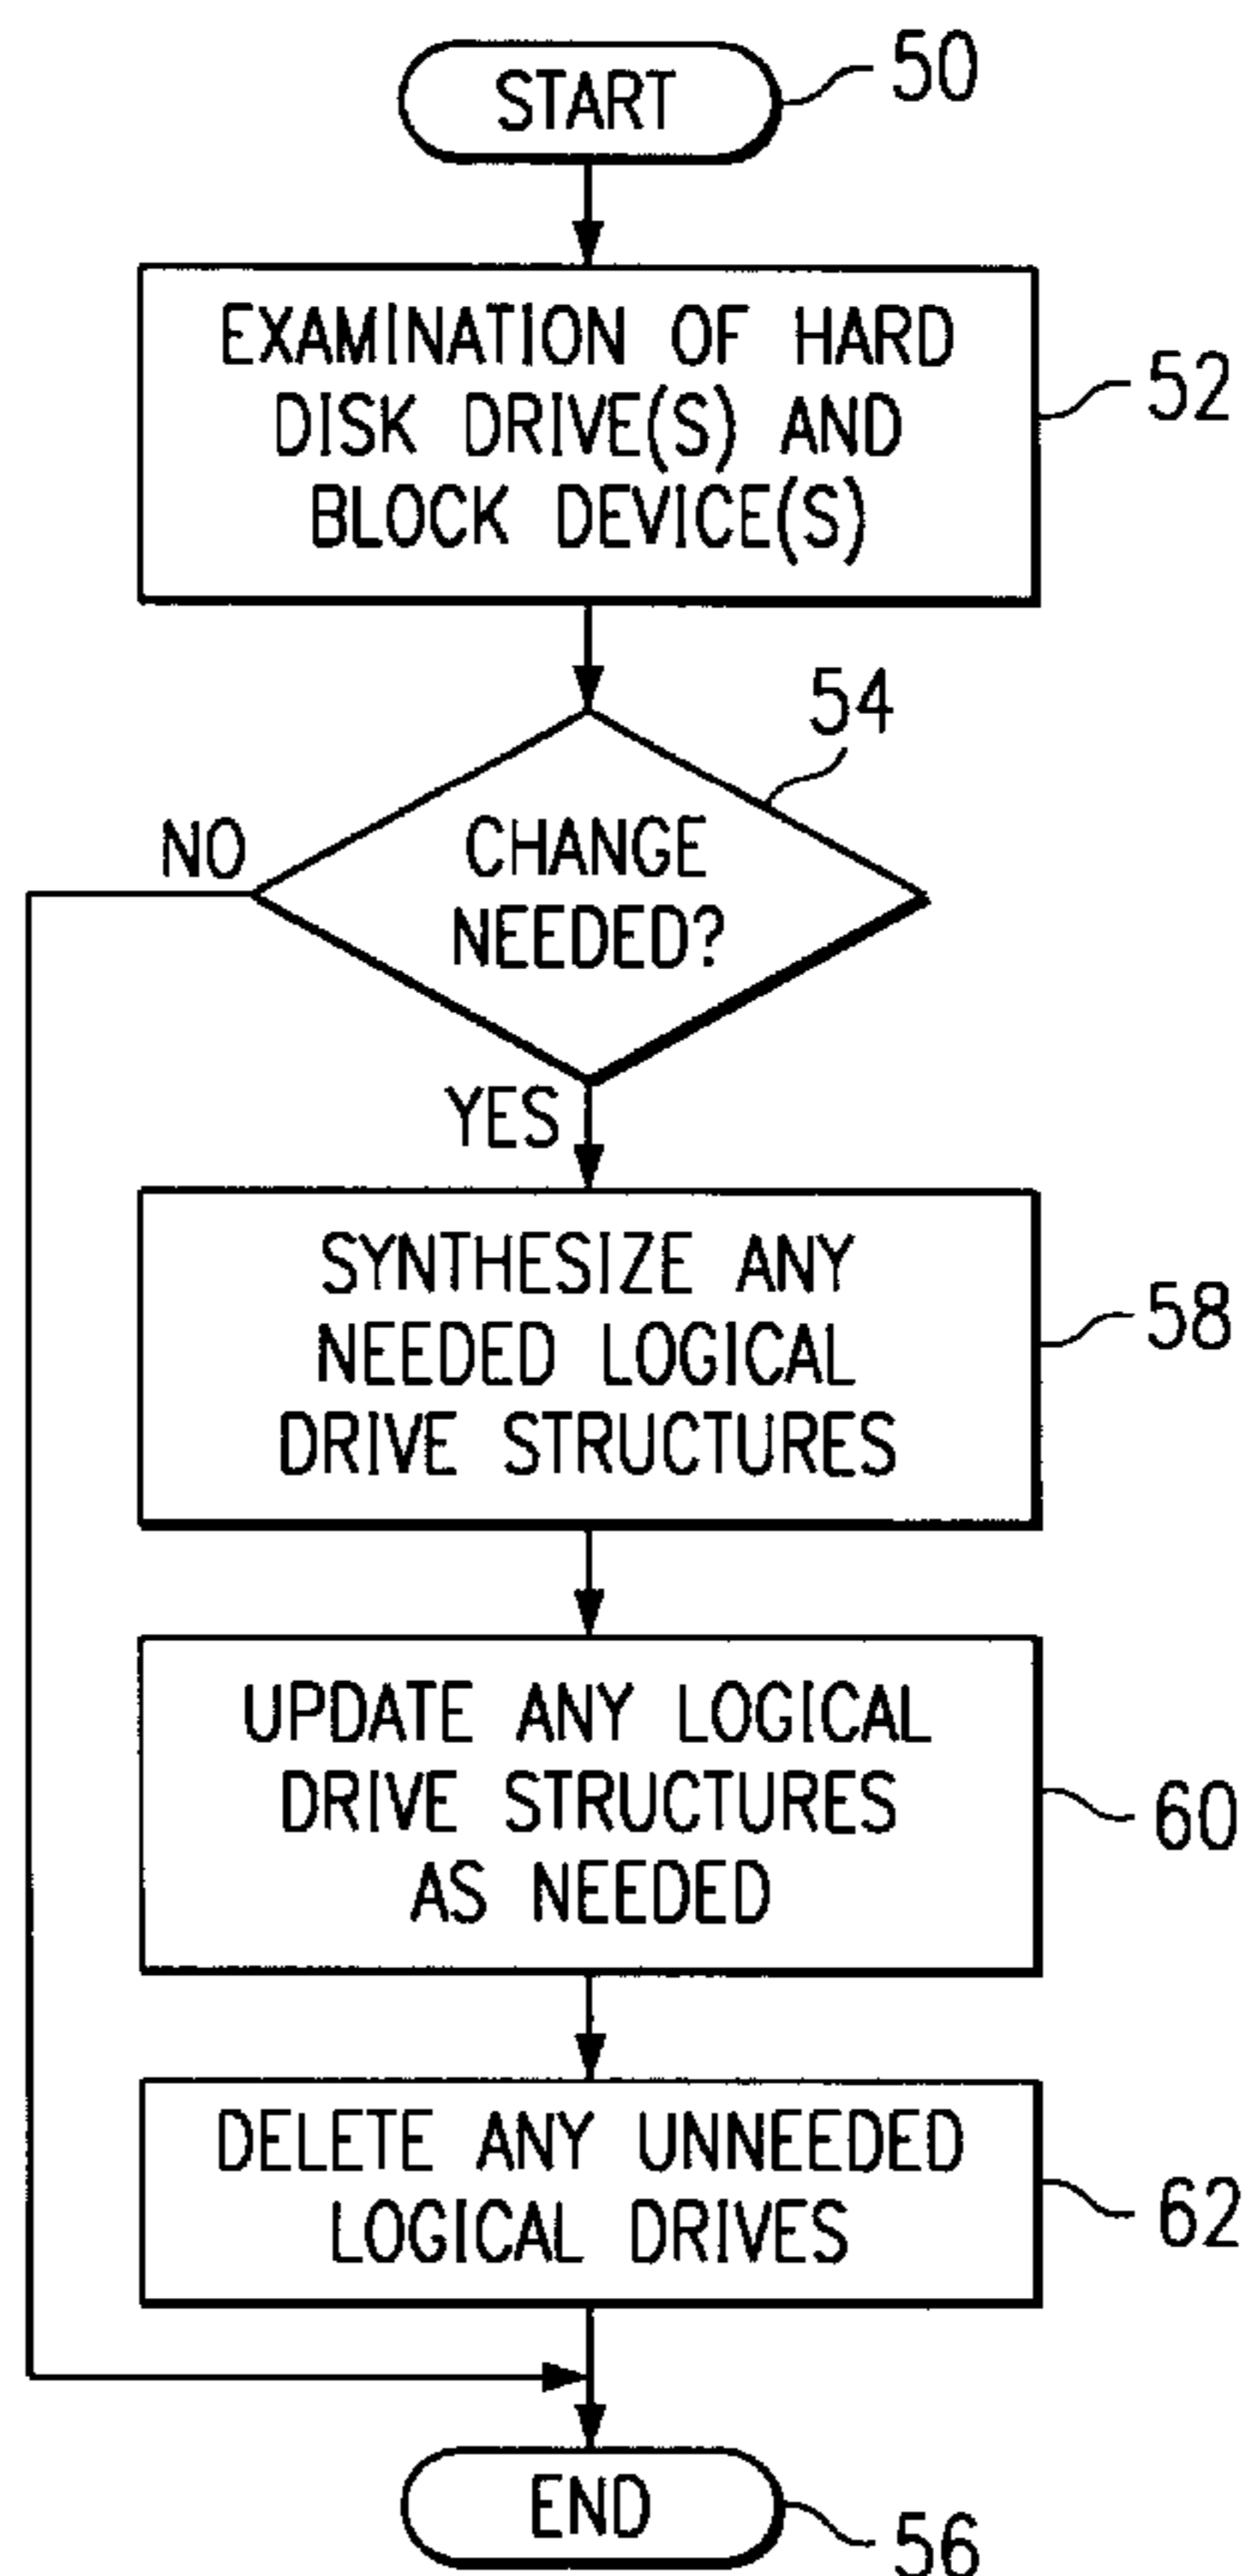 START
50
EXAMINATION OF HARD
DISK DRIVE(S) AND
BLOCK DEVICE(S)
52
54
CHANGE
NEEDED?
NO
YES
SYNTHESIZE ANY
NEEDED LOGICAL
DRIVE STRUCTURES
58
UPDATE ANY LOGICAL
DRIVE STRUCTURES
AS NEEDED
60
DELETE ANY UNNEEDED
LOGICAL DRIVES
62
END
56